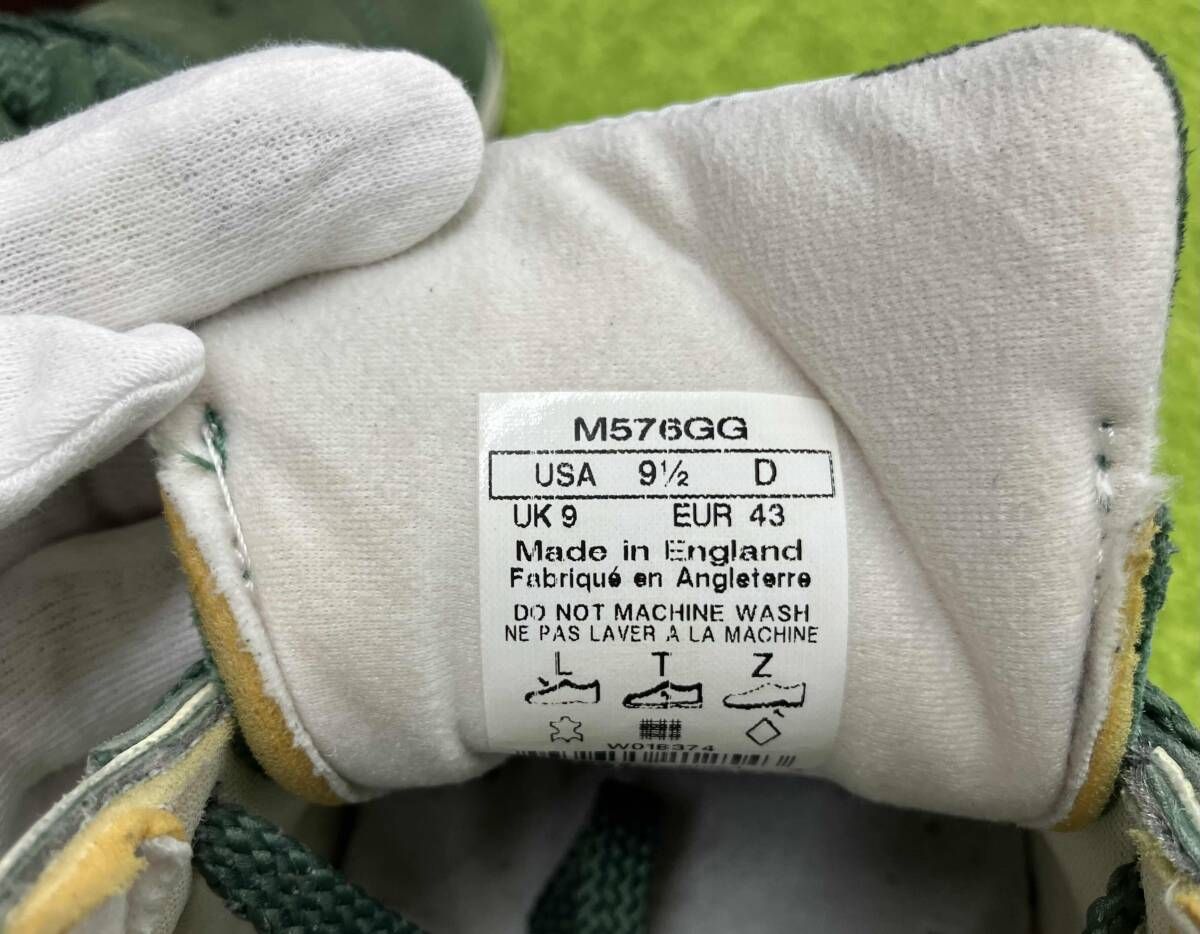 M576GG
USA 9½ D
UK 9 EUR 43
Made in England
Fabriqué en Angleterre
DO NOT MACHINE WASH
NE PAS LAVER A LA MACHINE
L T Z
W016374